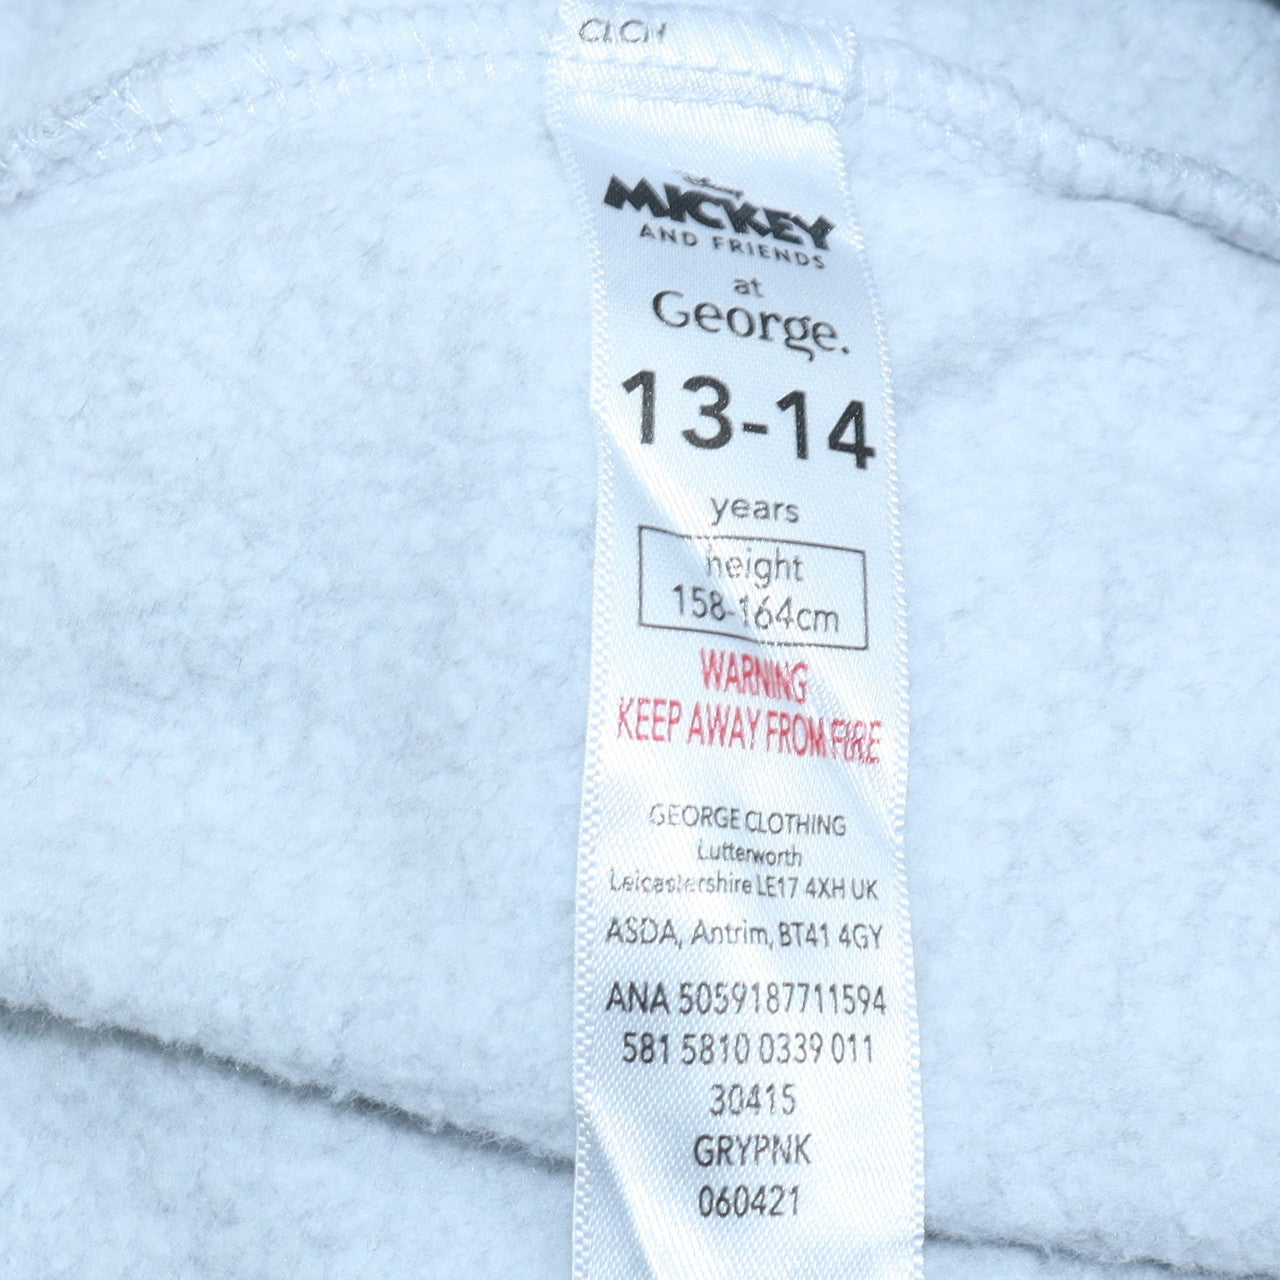 Disney
MICKEY
AND FRIENDS
at
George.
13-14
years
height
158-164cm
WARNING
KEEP AWAY FROM FIRE
GEORGE CLOTHING
Lutterworth
Leicestershire LE17 4XH UK
ASDA, Antrim, BT41 4GY
ANA 5059187711594
581 5810 0339 011
30415
GRYPNK
060421